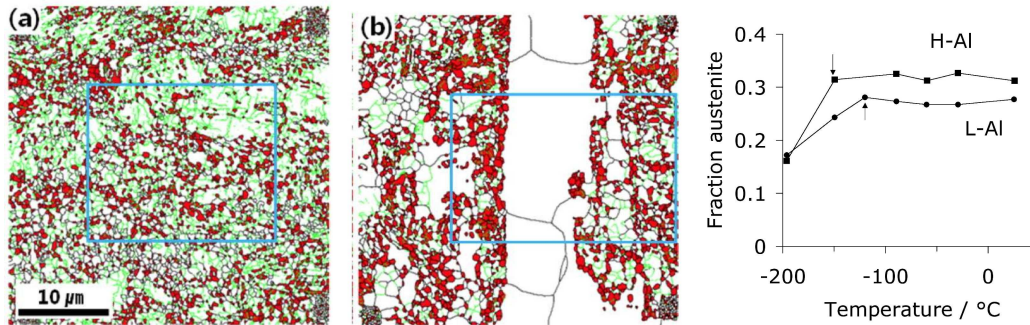 (a)
10 μm
(b)
0.4
0.3
0.2
0.1
0
Fraction austenite
H-Al
L-Al
-200
-100
0
Temperature / °C